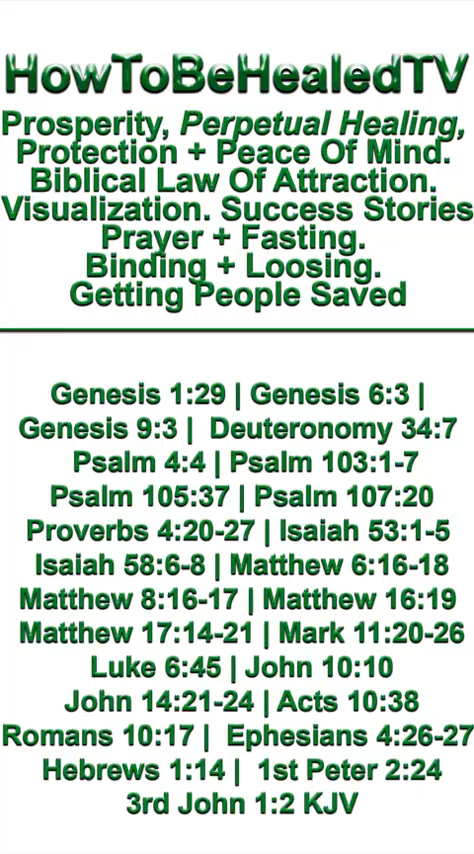 HowToBeHealedTV
Prosperity, Perpetual Healing,
Protection + Peace Of Mind.
Biblical Law Of Attraction.
Visualization. Success Stories
Prayer + Fasting.
Binding + Loosing.
Getting People Saved
Genesis 1:29 | Genesis 6:3 |
Genesis 9:3 | Deuteronomy 34:7
Psalm 4:4 | Psalm 103:1-7
Psalm 105:37 | Psalm 107:20
Proverbs 4:20-27 | Isaiah 53:1-5
Isaiah 58:6-8 | Matthew 6:16-18
Matthew 8:16-17 | Matthew 16:19
Matthew 17:14-21 | Mark 11:20-26
Luke 6:45 | John 10:10
John 14:21-24 | Acts 10:38
Romans 10:17 | Ephesians 4:26-27
Hebrews 1:14 | 1st Peter 2:24
3rd John 1:2 KJV